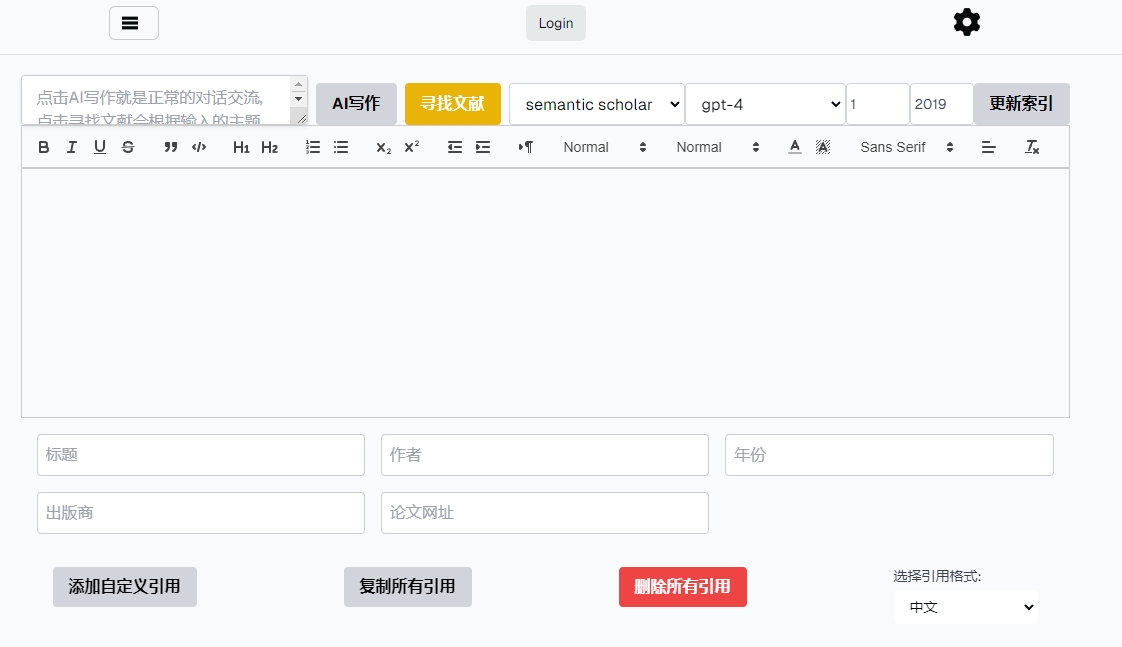 Login
点击AI写作就是正常的对话交流,
点击寻找文献会根据输入的主题
AI写作
寻找文献
semantic scholar
gpt-4
1
2019
更新索引
B I U S H1 H2 X2 X2 Normal Normal A A Sans Serif Tx
标题
作者
年份
出版商
论文网址
添加自定义引用
复制所有引用
删除所有引用
选择引用格式:
中文